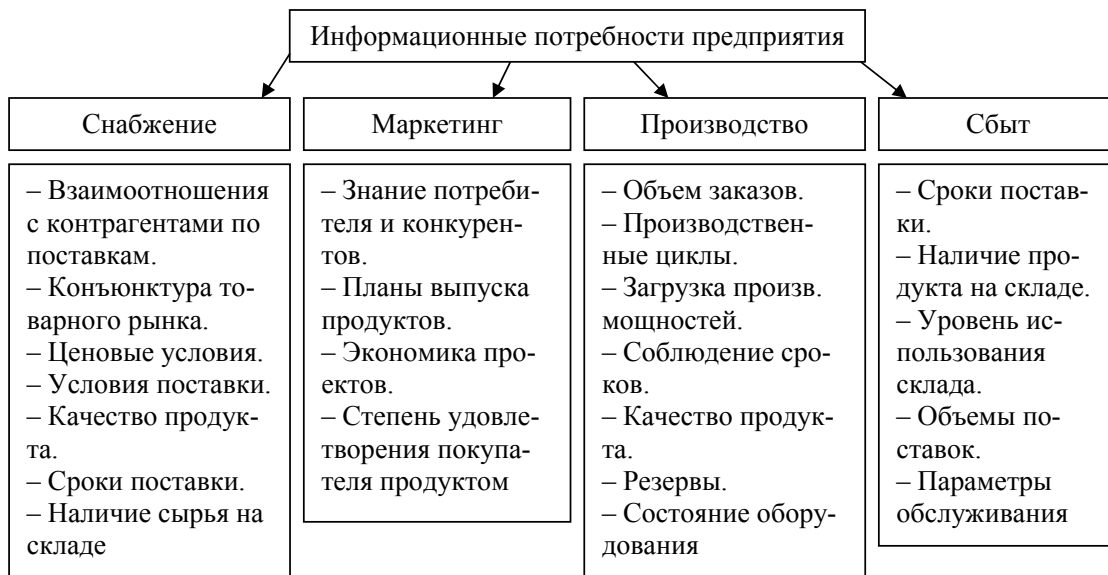 Информационные потребности предприятия
Снабжение
Маркетинг
Производство
Сбыт
– Взаимоотношения
с контрагентами по
поставкам.
– Конъюнктура то-
варного рынка.
– Ценовые условия.
– Условия поставки.
– Качество продук-
та.
– Сроки поставки.
– Наличие сырья на
складе
– Знание потреби-
теля и конкурен-
тов.
– Планы выпуска
продуктов.
– Экономика про-
ектов.
– Степень удовле-
творения покупа-
теля продуктом
– Объем заказов.
– Производствен-
ные циклы.
– Загрузка произв.
мощностей.
– Соблюдение сро-
ков.
– Качество продук-
та.
– Резервы.
– Состояние обору-
дования
– Сроки постав-
ки.
– Наличие про-
дукта на складе.
– Уровень ис-
пользования
склада.
– Объемы по-
ставок.
– Параметры
обслуживания